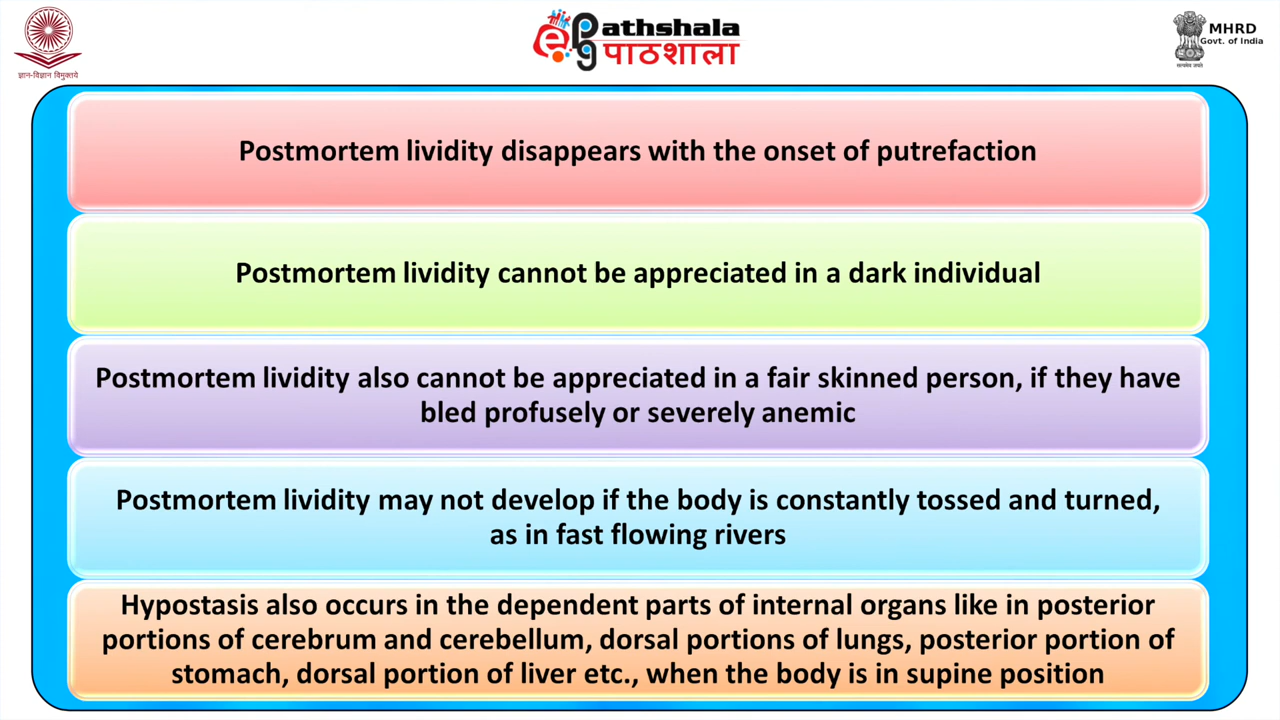 ज्ञान-विज्ञान विमुक्तये
ePG Pathshala
पाठशाला
MHRD
Govt. of India
सत्यमेव जयते
Postmortem lividity disappears with the onset of putrefaction
Postmortem lividity cannot be appreciated in a dark individual
Postmortem lividity also cannot be appreciated in a fair skinned person, if they have
bled profusely or severely anemic
Postmortem lividity may not develop if the body is constantly tossed and turned,
as in fast flowing rivers
Hypostasis also occurs in the dependent parts of internal organs like in posterior
portions of cerebrum and cerebellum, dorsal portions of lungs, posterior portion of
stomach, dorsal portion of liver etc., when the body is in supine position